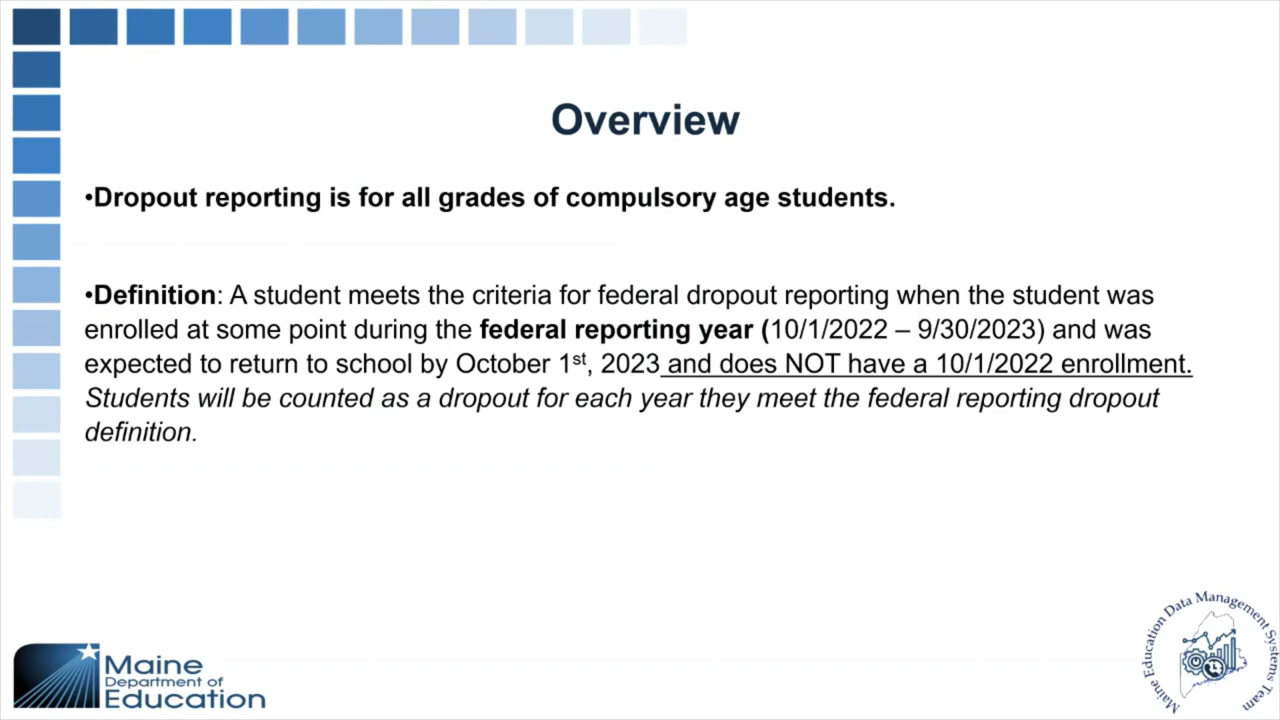 Overview
•Dropout reporting is for all grades of compulsory age students.
•Definition: A student meets the criteria for federal dropout reporting when the student was
enrolled at some point during the federal reporting year (10/1/2022 – 9/30/2023) and was
expected to return to school by October 1st, 2023 and does NOT have a 10/1/2022 enrollment.
Students will be counted as a dropout for each year they meet the federal reporting dropout
definition.
Maine
Department of
Education
Maine Education Data Management Systems Team